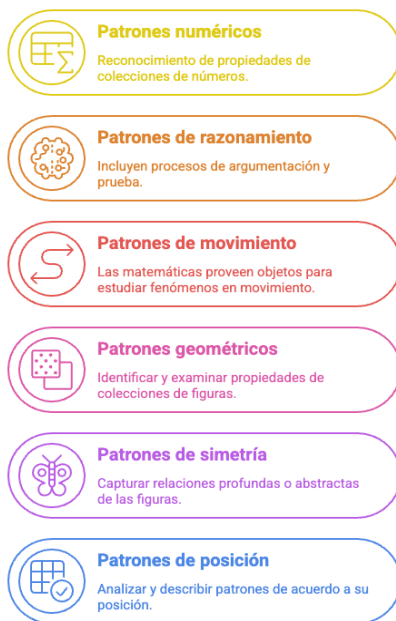 Patrones numéricos
Reconocimiento de propiedades de
colecciones de números.
Patrones de razonamiento
Incluyen procesos de argumentación y
prueba.
Patrones de movimiento
Las matemáticas proveen objetos para
estudiar fenómenos en movimiento.
Patrones geométricos
Identificar y examinar propiedades de
colecciones de figuras.
Patrones de simetría
Capturar relaciones profundas o abstractas
de las figuras.
Patrones de posición
Analizar y describir patrones de acuerdo a su
posición.